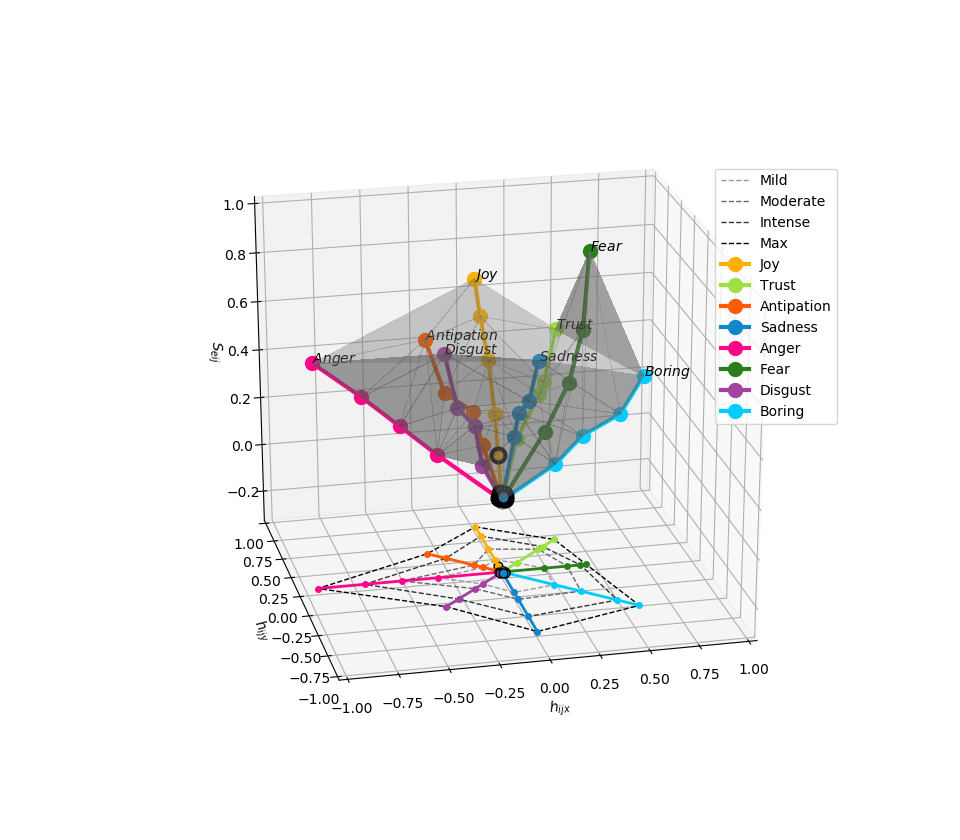 Mild
Moderate
Intense
Max
Joy
Trust
Antipation
Sadness
Anger
Fear
Disgust
Boring
Fear
Joy
Trust
Antipation
Disgust
Sadness
Anger
Boring
1.0
0.8
0.6
0.4
0.2
0.0
−0.2
S_eij
1.00
0.75
0.50
0.25
0.00
−0.25
−0.50
−0.75
−1.00
h_ijy
−1.00
−0.75
−0.50
−0.25
0.00
0.25
0.50
0.75
1.00
h_ijx